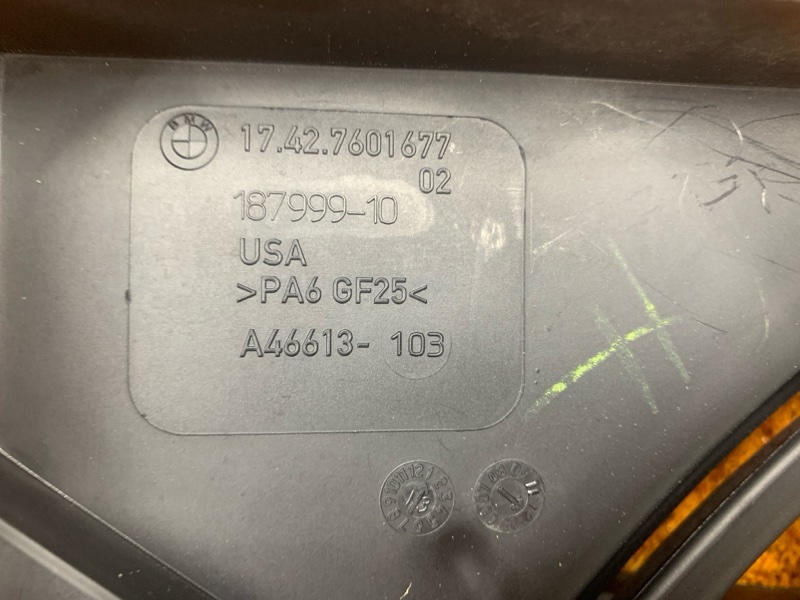 BMW
17.42.7601677
02
187999-10
USA
>PA6 GF25<
A46613- 103